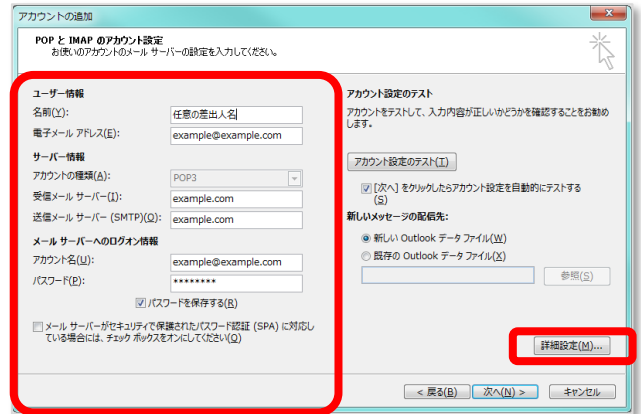 アカウントの追加
POP と IMAP のアカウント設定
お使いのアカウントのメール サーバーの設定を入力してください。
ユーザー情報
名前(Y): 任意の差出人名
電子メール アドレス(E): example@example.com
サーバー情報
アカウントの種類(A): POP3
受信メール サーバー(I): example.com
送信メール サーバー (SMTP)(O): example.com
メール サーバーへのログオン情報
アカウント名(U): example@example.com
パスワード(P): ********
パスワードを保存する(R)
メール サーバーがセキュリティで保護されたパスワード認証 (SPA) に対応し
ている場合には、チェック ボックスをオンにしてください(Q)
アカウント設定のテスト
アカウントをテストして、入力内容が正しいかどうかを確認することをお勧め
します。
アカウント設定のテスト(T)
[次へ] をクリックしたらアカウント設定を自動的にテストする
(S)
新しいメッセージの配信先:
新しい Outlook データ ファイル(W)
既存の Outlook データ ファイル(X)
参照(S)
詳細設定(M)...
< 戻る(B) 次へ(N) > キャンセル